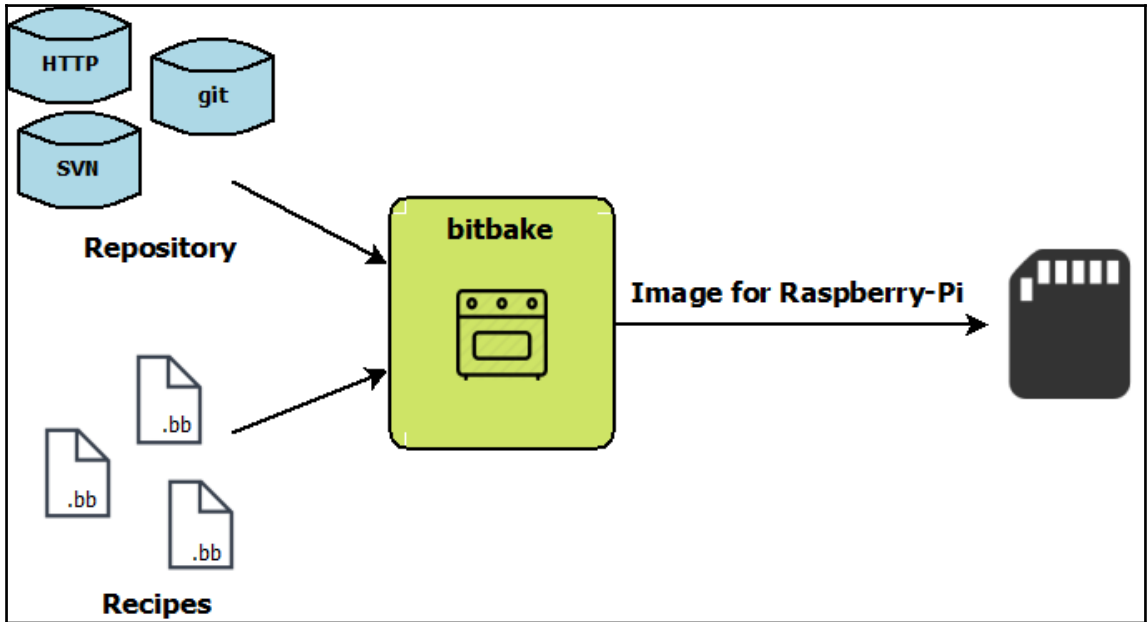 HTTP
git
SVN
Repository
bitbake
Image for Raspberry-Pi
.bb
.bb
.bb
Recipes